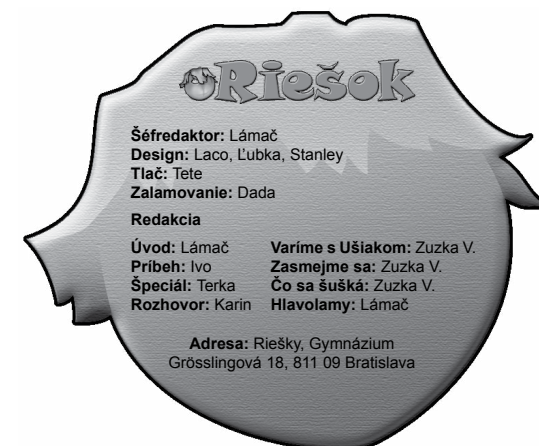 Riešok
Šéfredaktor: Lámač
Design: Laco, Ľubka, Stanley
Tlač: Tete
Zalamovanie: Dada
Redakcia
Úvod: Lámač
Príbeh: Ivo
Špeciál: Terka
Rozhovor: Karin
Varíme s Ušiakom: Zuzka V.
Zasmejme sa: Zuzka V.
Čo sa šušká: Zuzka V.
Hlavolamy: Lámač
Adresa: Riešky, Gymnázium
Grösslingová 18, 811 09 Bratislava